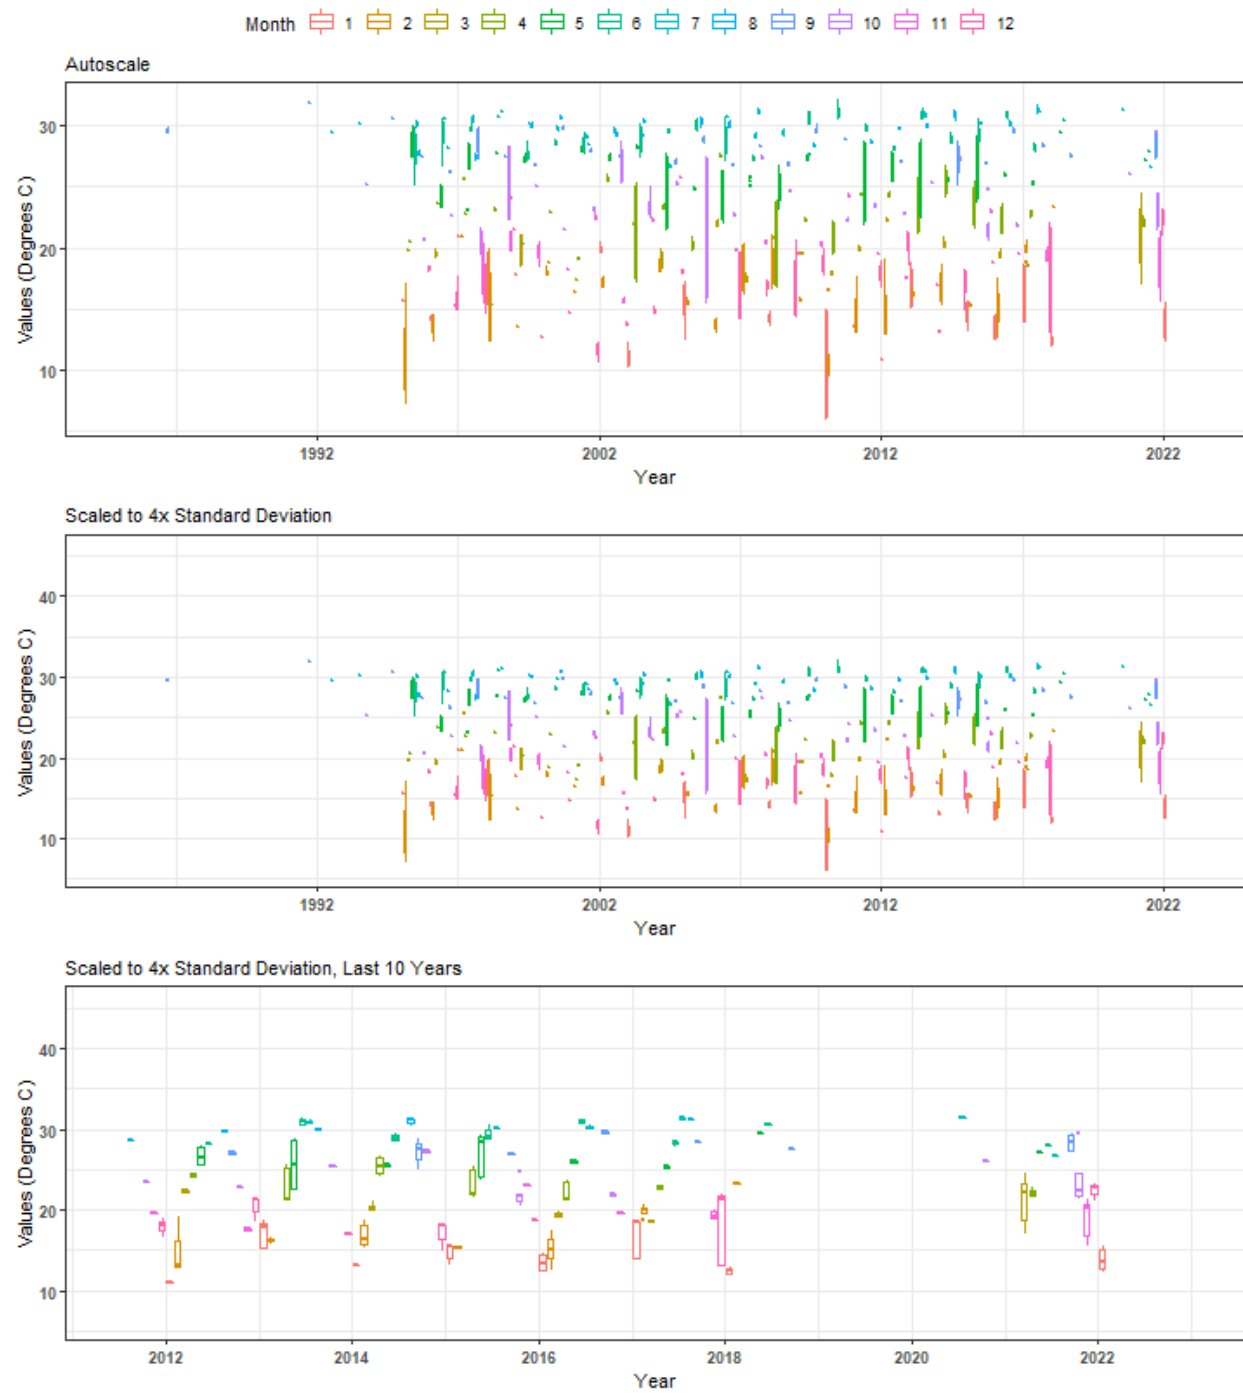 Month 1 2 3 4 5 6 7 8 9 10 11 12
Autoscale
30
20
10
Values (Degrees C)
1992 2002 2012 2022
Year
Scaled to 4x Standard Deviation
40
30
20
10
Values (Degrees C)
1992 2002 2012 2022
Year
Scaled to 4x Standard Deviation, Last 10 Years
40
30
20
10
Values (Degrees C)
2012 2014 2016 2018 2020 2022
Year